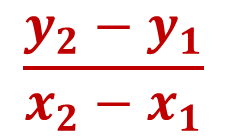 y₂ − y₁
x₂ − x₁